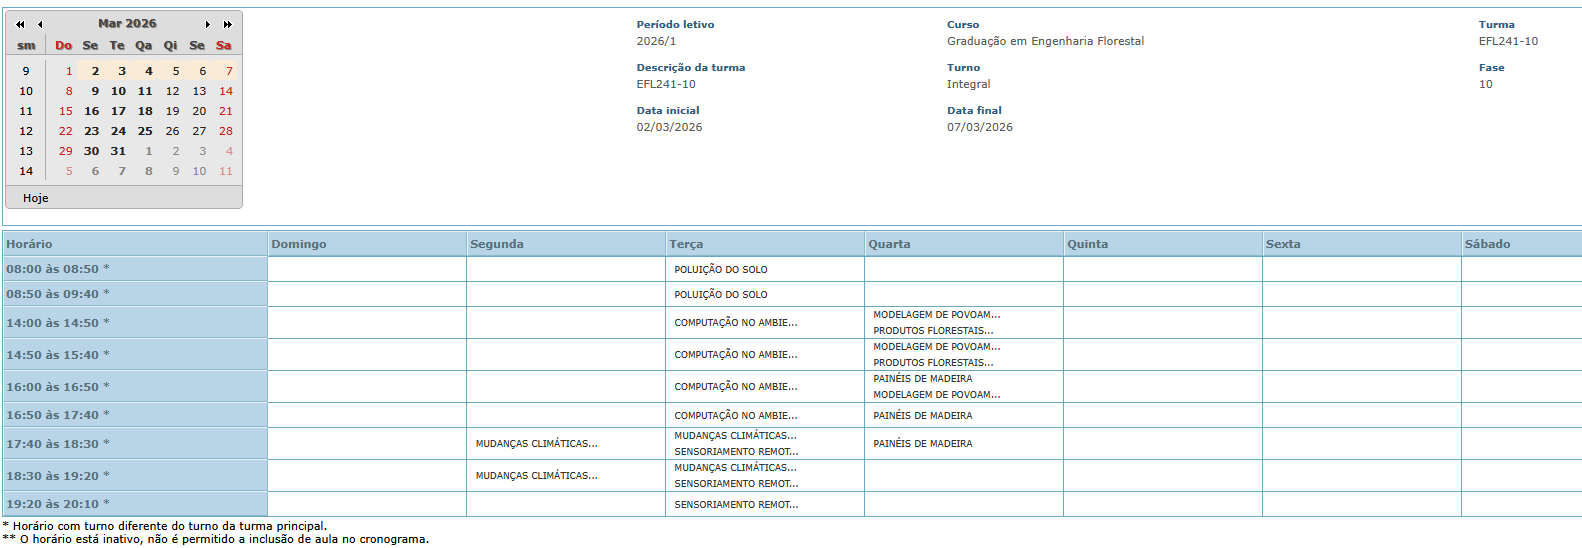 Mar 2026
sm Do Se Te Qa Qi Se Sa
9 1 2 3 4 5 6 7
10 8 9 10 11 12 13 14
11 15 16 17 18 19 20 21
12 22 23 24 25 26 27 28
13 29 30 31 1 2 3 4
14 5 6 7 8 9 10 11
Hoje
Período letivo Curso Turma
2026/1 Graduação em Engenharia Florestal EFL241-10
Descrição da turma Turno Fase
EFL241-10 Integral 10
Data inicial Data final
02/03/2026 07/03/2026
Horário Domingo Segunda Terça Quarta Quinta Sexta Sábado
08:00 às 08:50 * POLUIÇÃO DO SOLO
08:50 às 09:40 * POLUIÇÃO DO SOLO
14:00 às 14:50 * COMPUTAÇÃO NO AMBIE... MODELAGEM DE POVOAM...
PRODUTOS FLORESTAIS...
14:50 às 15:40 * COMPUTAÇÃO NO AMBIE... MODELAGEM DE POVOAM...
PRODUTOS FLORESTAIS...
16:00 às 16:50 * COMPUTAÇÃO NO AMBIE... PAINÉIS DE MADEIRA
MODELAGEM DE POVOAM...
16:50 às 17:40 * COMPUTAÇÃO NO AMBIE... PAINÉIS DE MADEIRA
17:40 às 18:30 * MUDANÇAS CLIMÁTICAS... MUDANÇAS CLIMÁTICAS... PAINÉIS DE MADEIRA
SENSORIAMENTO REMOT...
18:30 às 19:20 * MUDANÇAS CLIMÁTICAS... MUDANÇAS CLIMÁTICAS...
SENSORIAMENTO REMOT...
19:20 às 20:10 * SENSORIAMENTO REMOT...
* Horário com turno diferente do turno da turma principal.
** O horário está inativo, não é permitido a inclusão de aula no cronograma.